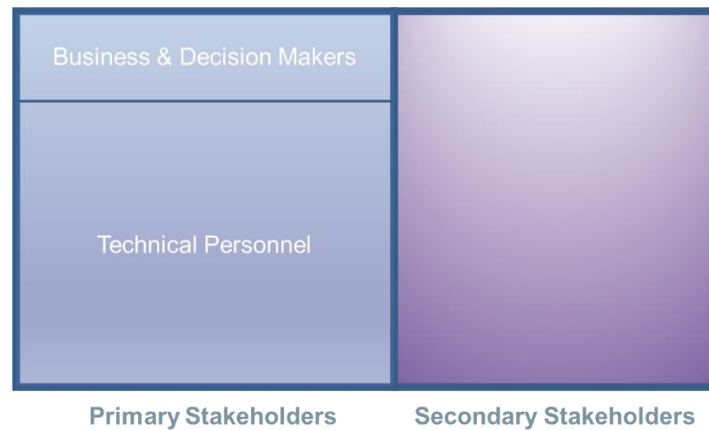 Business & Decision Makers
Technical Personnel
Primary Stakeholders
Secondary Stakeholders